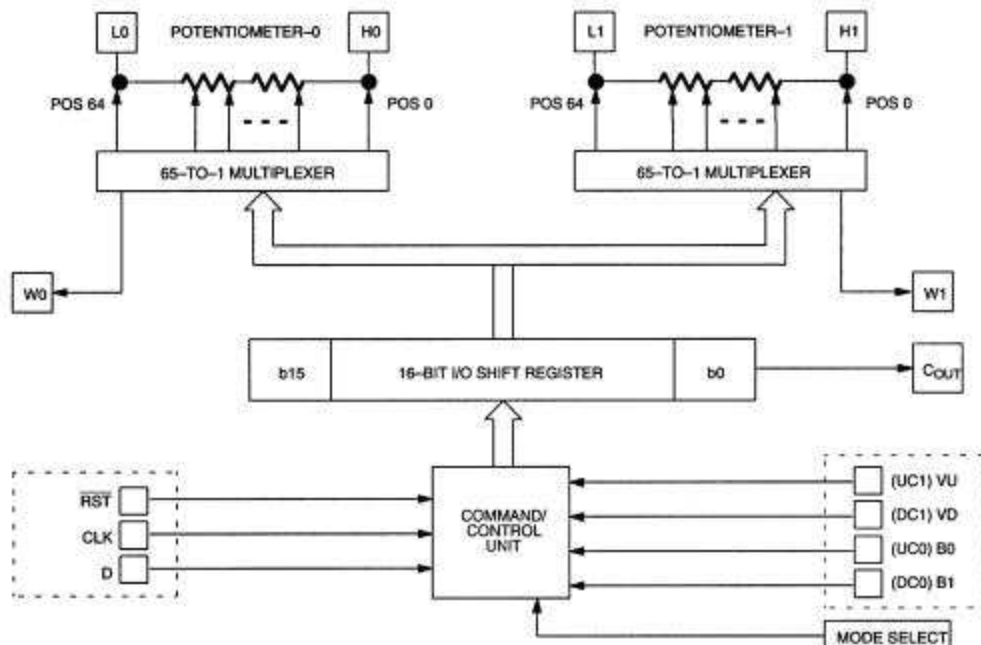 L0 POTENTIOMETER–0 H0
L1 POTENTIOMETER–1 H1
POS 64 POS 0
POS 64 POS 0
65–TO–1 MULTIPLEXER
65–TO–1 MULTIPLEXER
W0
W1
b15 16–BIT I/O SHIFT REGISTER b0
COUT
RST
CLK
D
COMMAND/
CONTROL
UNIT
(UC1) VU
(DC1) VD
(UC0) B0
(DC0) B1
MODE SELECT